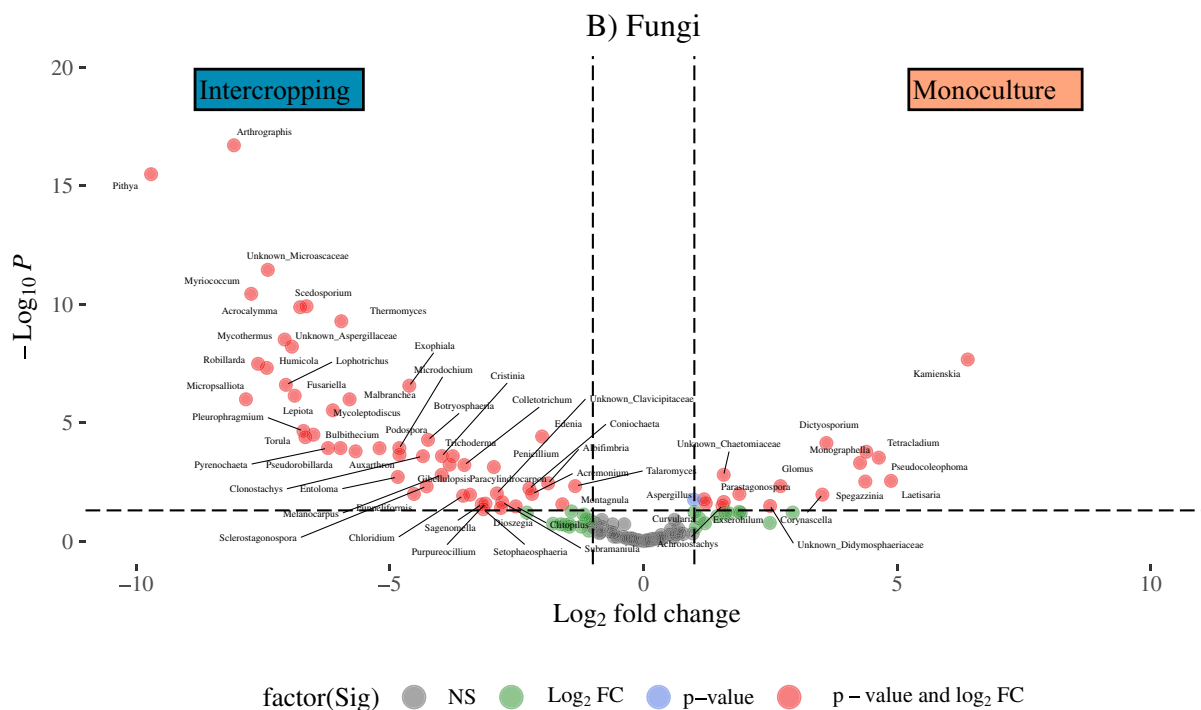 B) Fungi
20
Intercropping
Monoculture
Arthrographis
15
Pithya
Unknown_Microascaceae
Myriococcum
Scedosporium
10
Acrocalymma
Thermomyces
Mycothermus
Unknown_Aspergillaceae
Exophiala
Robillarda
Humicola
Lophotrichus
Microdochium
Kamienskia
Cristinia
Micropsalliota
Fusariella
Malbranchea
Colletotrichum
Unknown_Clavicipitaceae
Lepiota
Mycoleptodiscus
Botryosphaeria
Pleurophragmium
Coniochaeta
Edenia
Dictyosporium
5
Bulbithecium
Podospora
Torula
Trichoderma
Penicillium
Albifimbria
Unknown_Chaetomiaceae
Monographella
Tetracladium
Pyrenochaeta
Pseudorobillarda
Auxarthron
Acremonium
Talaromyces
Glomus
Pseudocoleophoma
Clonostachys
Gibellulopsis
Paracylindrocarpon
Entoloma
Parastagonospora
Aspergillus
Spegazzinia
Laetisaria
Melanocarpus
Funneliformis
Montagnula
Corynascella
Sclerostagonospora
Chloridium
Sagenomella
Dioszegia
Clitopilus
Curvularia
Exserohilum
0
Purpureocillium
Setophaeosphaeria
Subramaniula
Achroiostachys
Unknown_Didymosphaeriaceae
−Log10 P
−10
−5
0
5
10
Log2 fold change
factor(Sig)
NS
Log2 FC
p−value
p − value and log2 FC